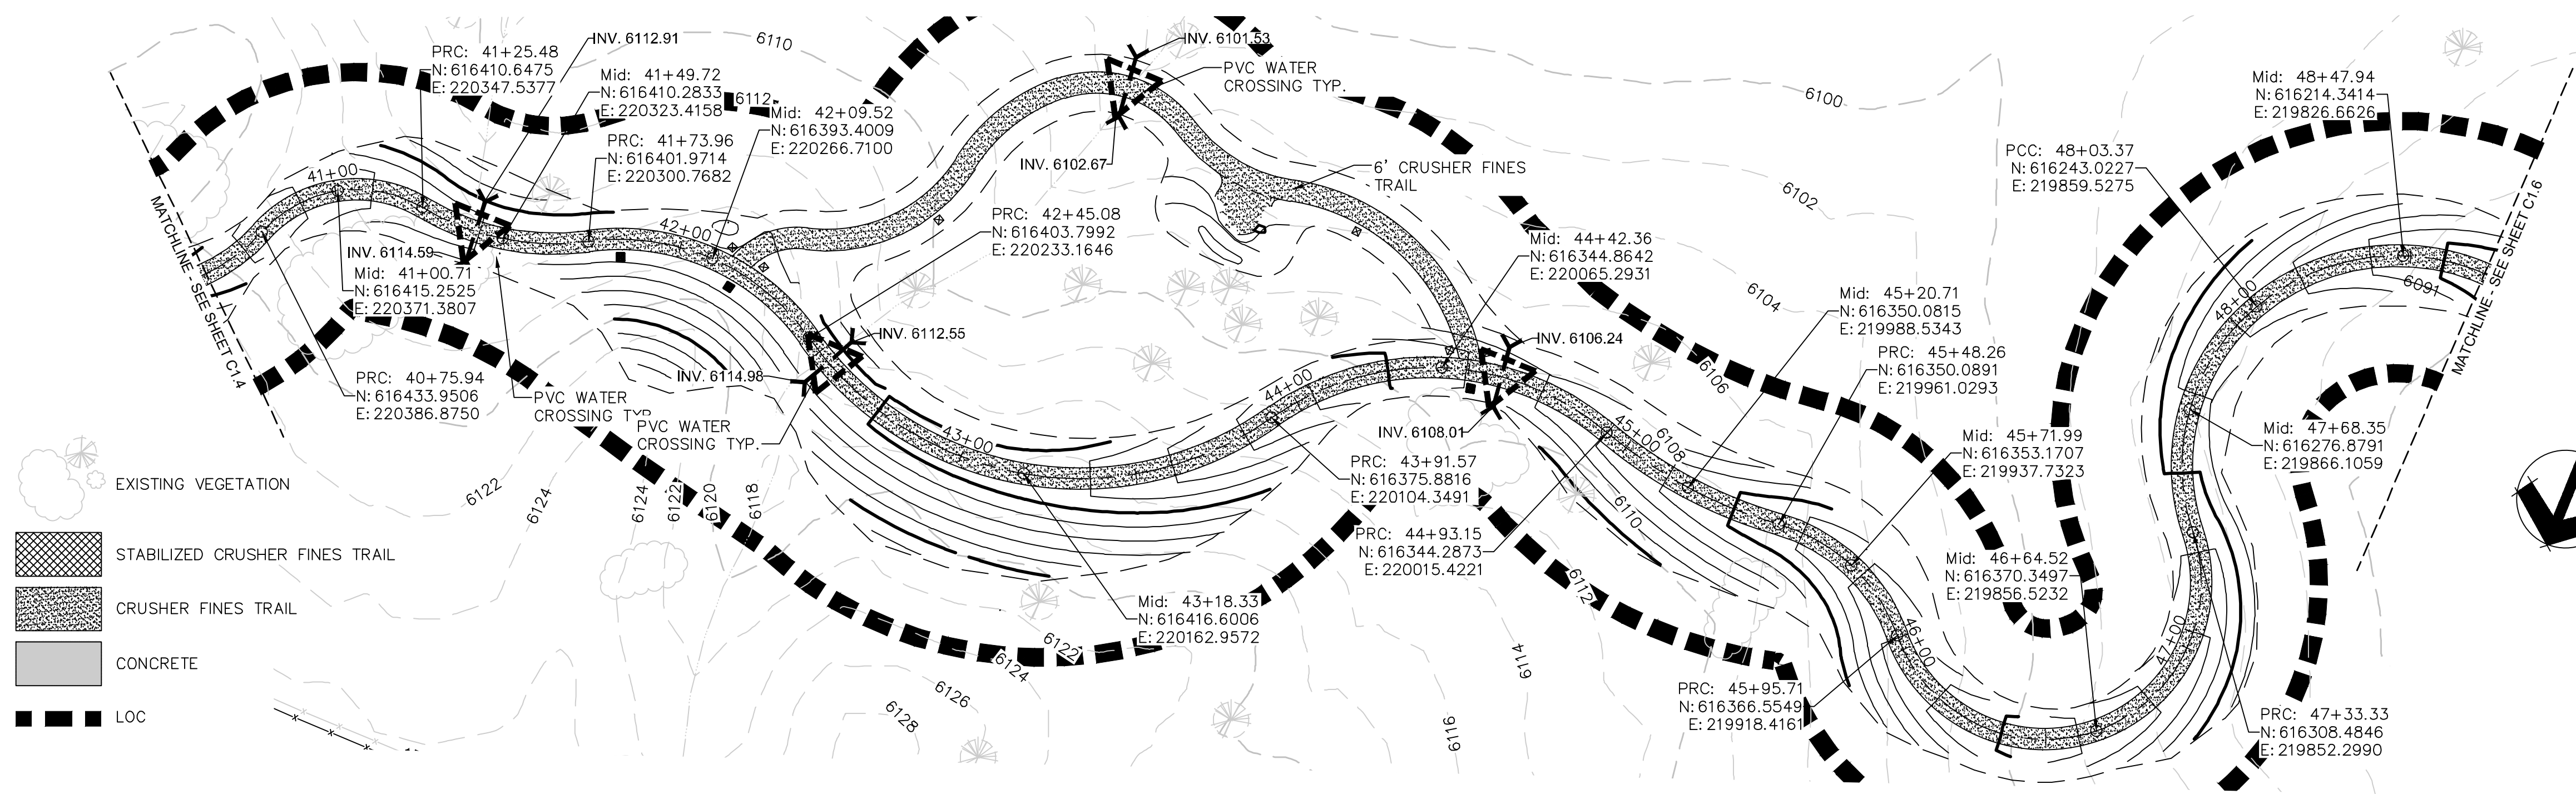 PRC: 41+25.48
N: 616410.6475
E: 220347.5377
INV. 6112.91
Mid: 41+49.72
N: 616410.2833
E: 220323.4158
6110
6112
PRC: 41+73.96
N: 616401.9714
E: 220300.7682
Mid: 42+09.52
N: 616393.4009
E: 220266.7100
INV. 6101.53
PVC WATER
CROSSING TYP.
INV. 6102.67
6' CRUSHER FINES
TRAIL
6100
6102
6104
6106
Mid: 48+47.94
N: 616214.3414
E: 219826.6626
PCC: 48+03.37
N: 616243.0227
E: 219859.5275
41+00
42+00
MATCHLINE - SEE SHEET C1.4
INV. 6114.59
Mid: 41+00.71
N: 616415.2525
E: 220371.3807
PRC: 40+75.94
N: 616433.9506
E: 220386.8750
PRC: 42+45.08
N: 616403.7992
E: 220233.1646
INV. 6112.55
INV. 6114.98
PVC WATER
CROSSING TYP.
PVC WATER
CROSSING TYP.
Mid: 44+42.36
N: 616344.8642
E: 220065.2931
INV. 6106.24
Mid: 45+20.71
N: 616350.0815
E: 219988.5343
PRC: 45+48.26
N: 616350.0891
E: 219961.0293
48+00
6091
MATCHLINE - SEE SHEET C1.6
43+00
44+00
INV. 6108.01
45+00
6108
6110
Mid: 45+71.99
N: 616353.1707
E: 219937.7323
Mid: 47+68.35
N: 616276.8791
E: 219866.1059
PRC: 43+91.57
N: 616375.8816
E: 220104.3491
PRC: 44+93.15
N: 616344.2873
E: 220015.4221
Mid: 46+64.52
N: 616370.3497
E: 219856.5232
6122
6124
6124
6122
6120
6118
6112
Mid: 43+18.33
N: 616416.6006
E: 220162.9572
6122
6124
6126
6128
6114
6116
46+00
47+00
PRC: 45+95.71
N: 616366.5549
E: 219918.4161
PRC: 47+33.33
N: 616308.4846
E: 219852.2990
EXISTING VEGETATION
STABILIZED CRUSHER FINES TRAIL
CRUSHER FINES TRAIL
CONCRETE
LOC